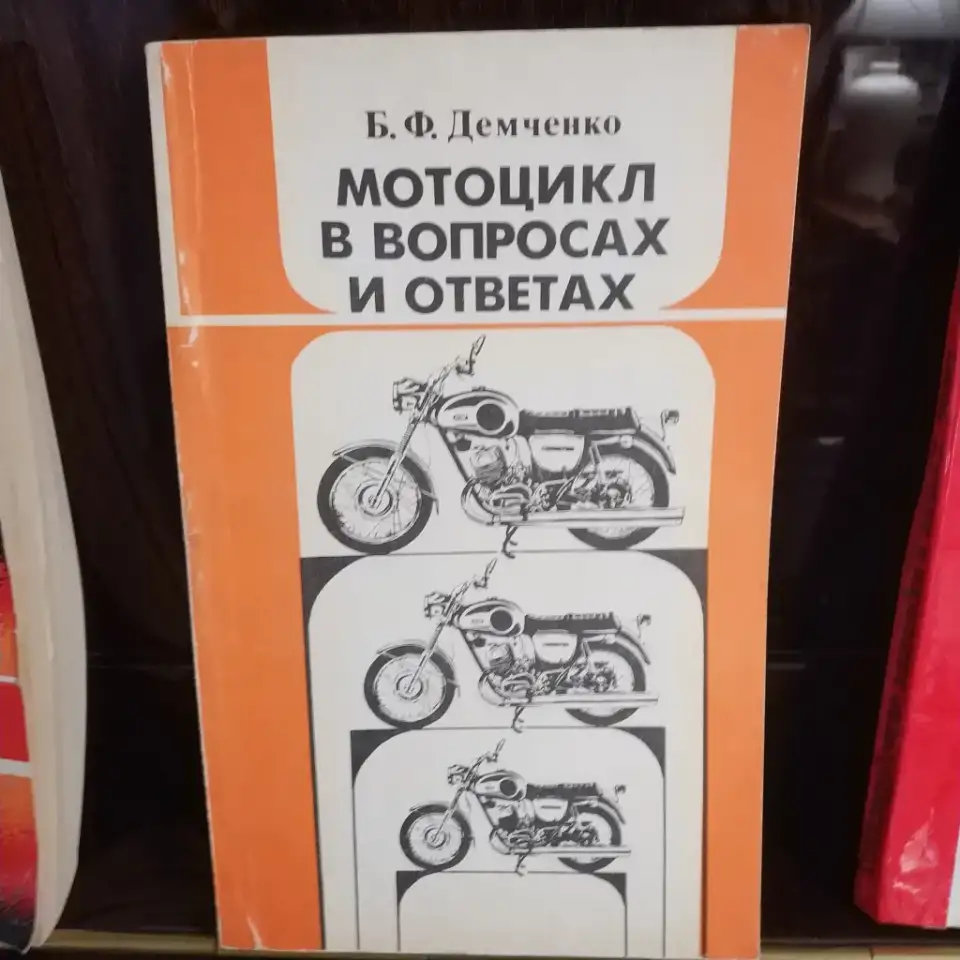 Б. Ф. Демченко
МОТОЦИКЛ
В ВОПРОСАХ
И ОТВЕТАХ